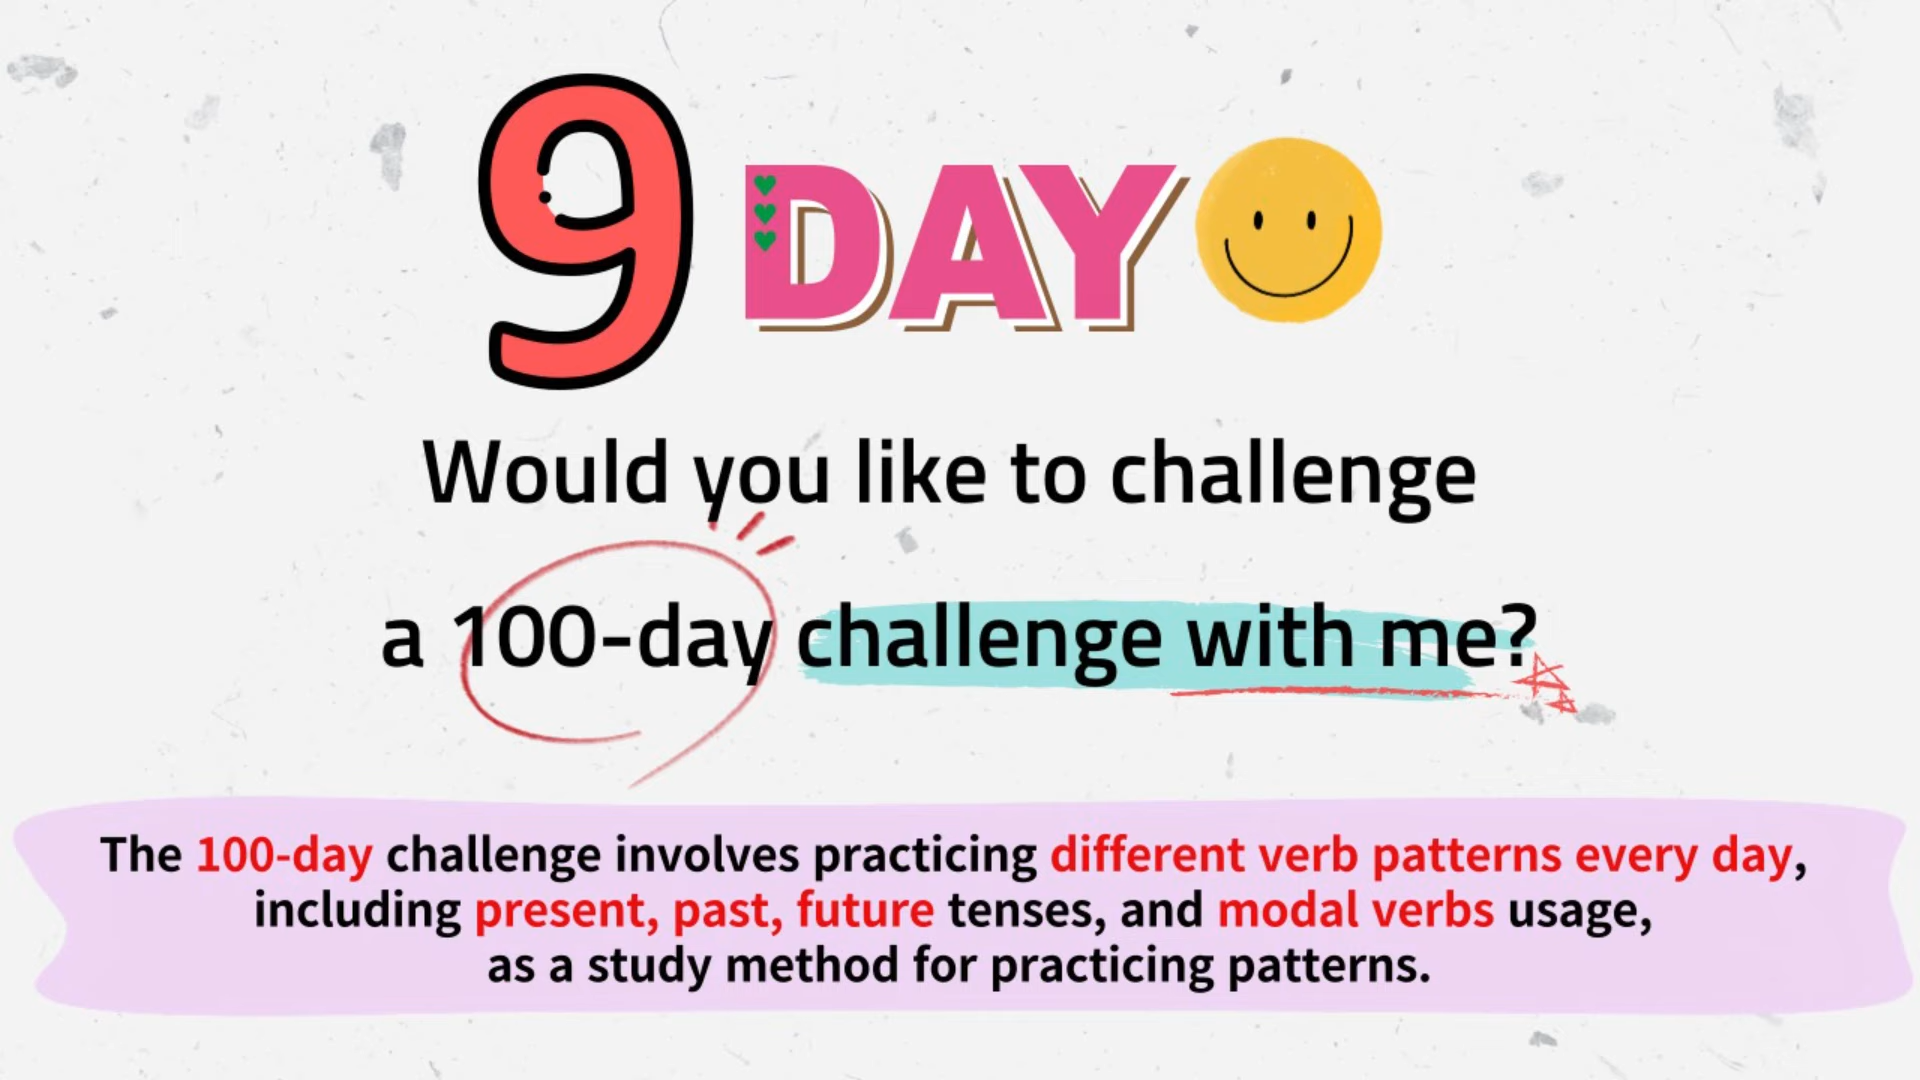 9 DAY
Would you like to challenge
a 100-day challenge with me?
The 100-day challenge involves practicing different verb patterns every day,
including present, past, future tenses, and modal verbs usage,
as a study method for practicing patterns.